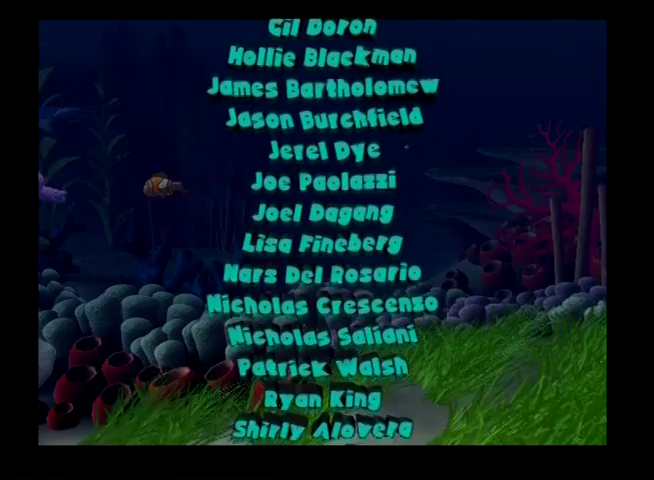 Gil Doron
Hollie Blackman
James Bartholomew
Jason Burchfield
Jerel Dye
Joe Paolazzi
Joel Dagang
Lisa Fineberg
Nars Del Rosario
Nicholas Crescenzo
Nicholas Saliani
Patrick Walsh
Ryan King
Shirly Alovera